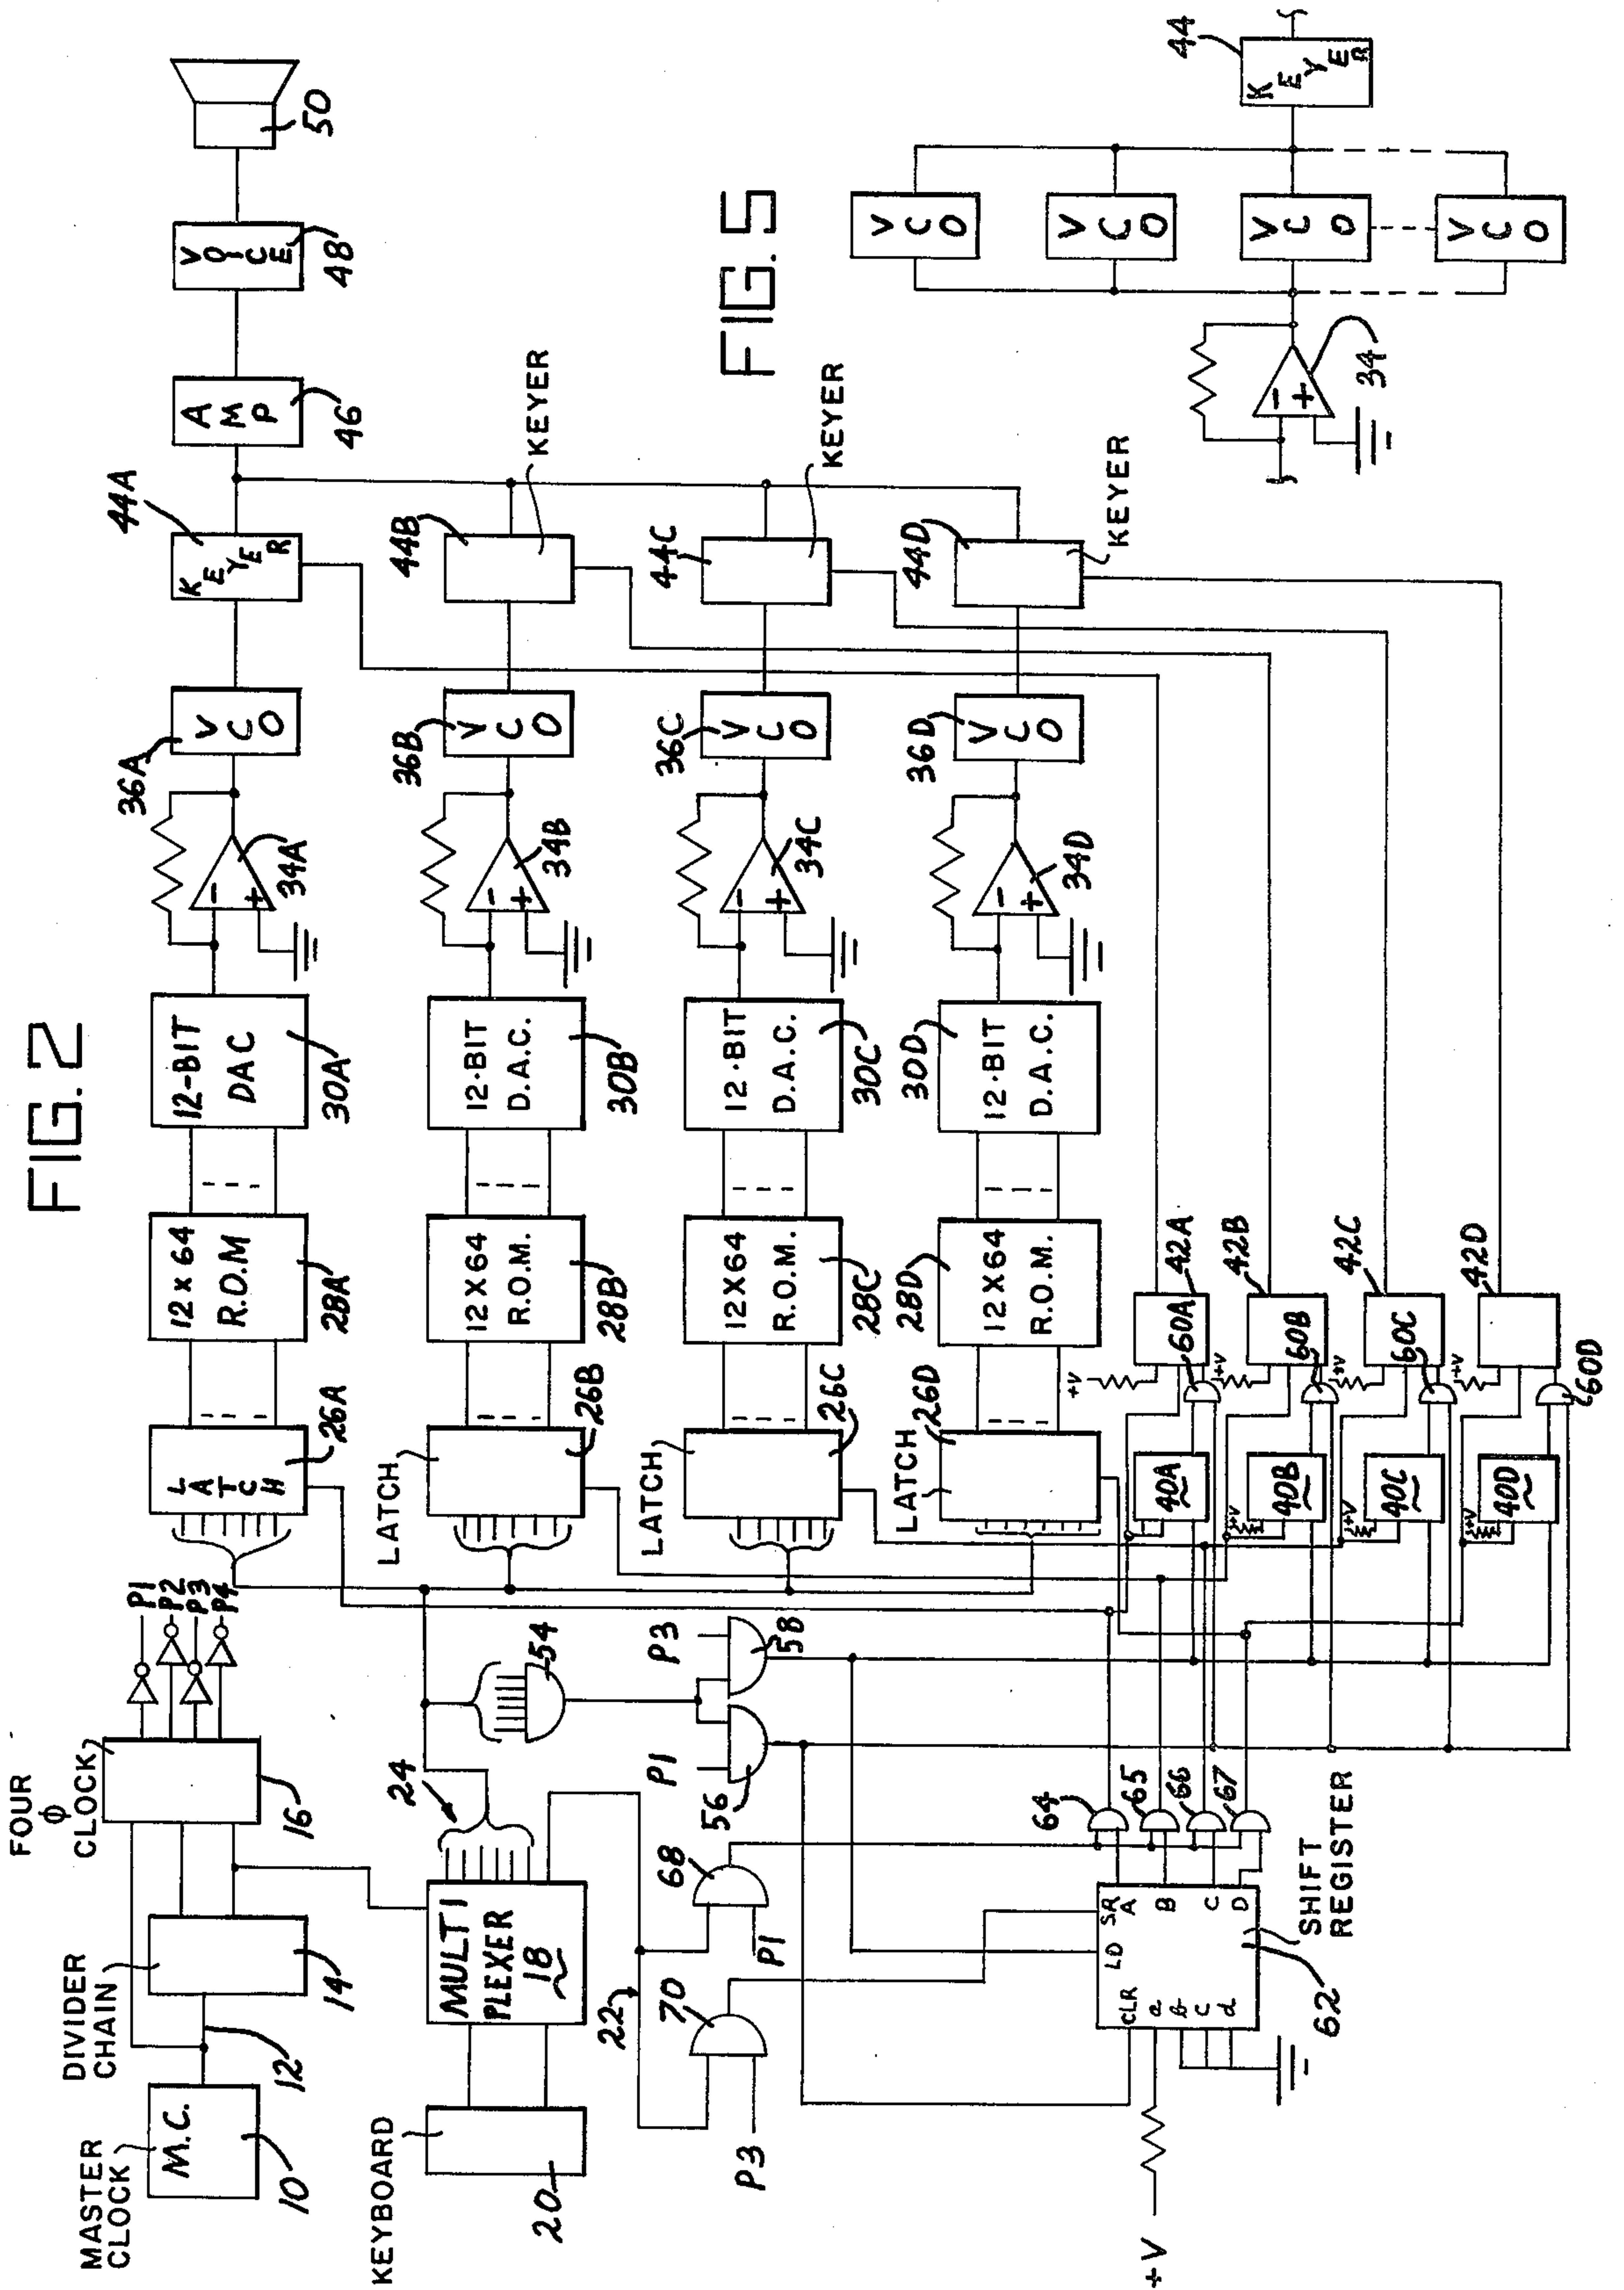 FIG. 2
MASTER
CLOCK
M.C.
10
12
DIVIDER
CHAIN
14
FOUR
Φ
CLOCK
16
P1
P2
P3
P4
LATCH
26A
12 x 64
R.O.M.
28A
12-BIT
DAC
30A
-
+
34A
36A
VCO
44A
KEYER
AMP
46
VOICE
48
50
KEYBOARD
20
MULTI
PLEXER
18
24
22
54
LATCH
26B
12 X 64
R.O.M.
28B
12-BIT
D.A.C.
30B
-
+
34B
36B
VCO
44B
KEYER
LATCH
26C
12X64
R.O.M.
28C
12-BIT
D.A.C.
30C
-
+
34C
36C
VCO
44C
KEYER
LATCH
26D
12X64
R.O.M.
28D
12-BIT
D.A.C.
30D
-
+
34D
36D
VCO
44D
KEYER
P3
70
P1
68
P1
56
P3
58
64
65
66
67
+V
CLR
LD
SR
a
b
c
d
A
B
C
D
62
SHIFT
REGISTER
+V
40A
60A
42A
+V
+V
40B
60B
42B
+V
+V
40C
60C
42C
+V
+V
40D
60D
42D
FIG. 5
-
+
34
VCO
VCO
VCO
VCO
44
KEYER